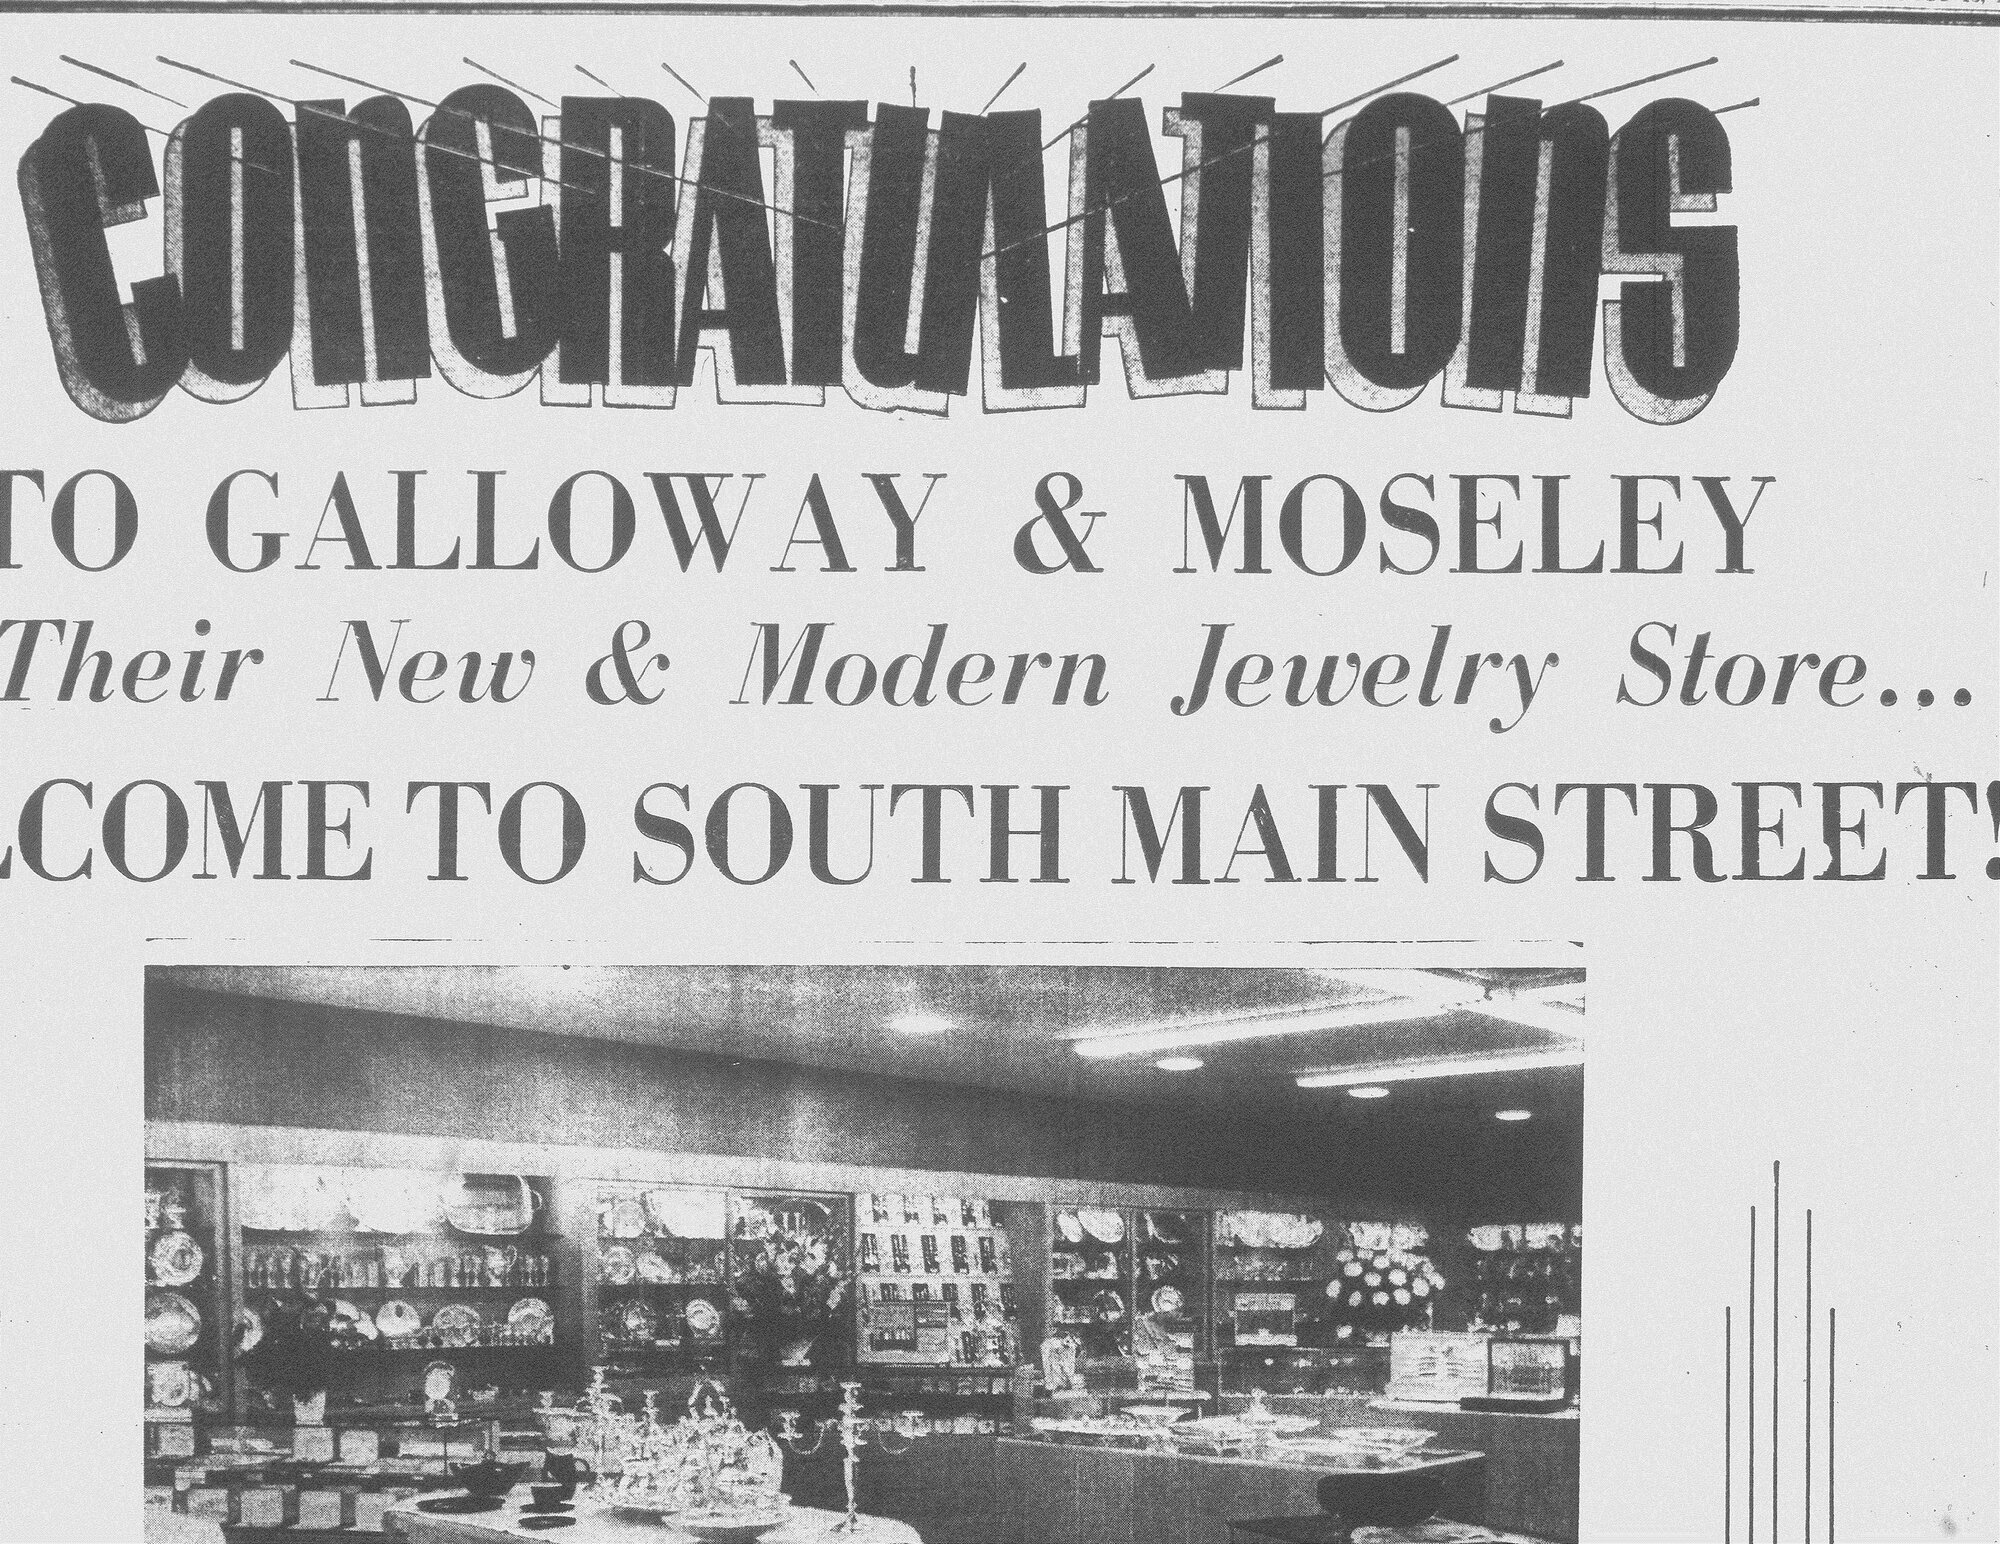 CONGRATULATIONS
TO GALLOWAY & MOSELEY
Their New & Modern Jewelry Store...
LCOME TO SOUTH MAIN STREET!